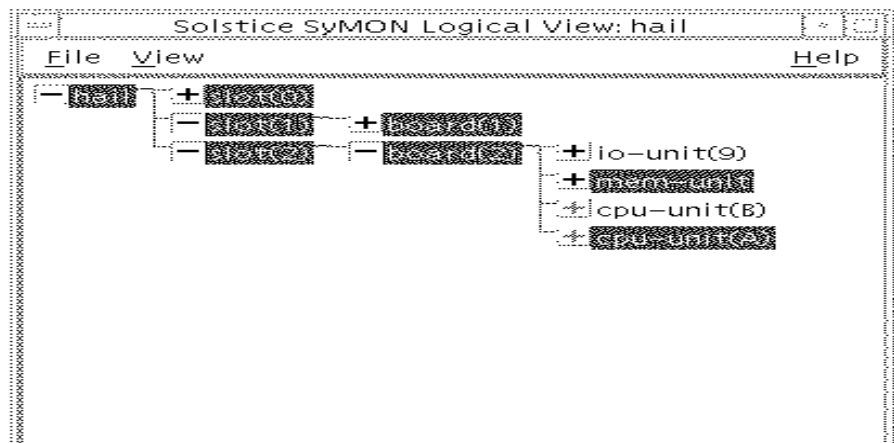 Solstice SyMON Logical View: hail
File View Help
hail slot(0)
slot(1) board(1)
slot(2) board(2) io-unit(9)
mem-unit
cpu-unit(B)
cpu-unit(A)